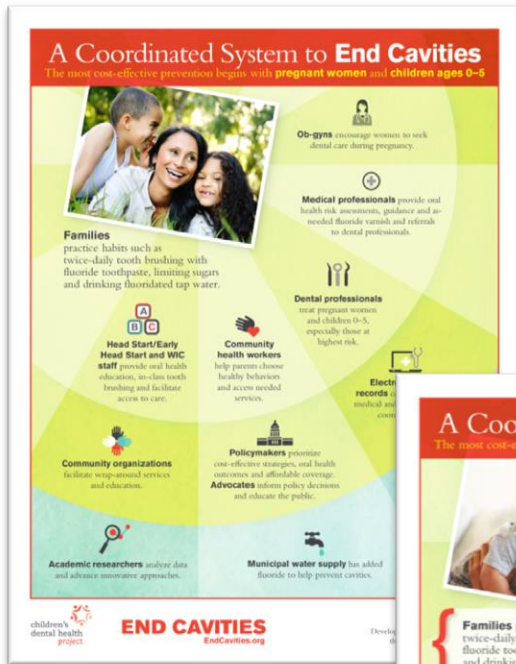 A Coordinated System to End Cavities
The most cost-effective prevention begins with pregnant women and children ages 0–5
Ob-gyns encourage women to seek
dental care during pregnancy.
Medical professionals provide oral
health risk assessments, guidance and as-
needed fluoride varnish and referrals
to dental professionals.
Families
practice habits such as
twice-daily tooth brushing with
fluoride toothpaste, limiting sugars
and drinking fluoridated tap water.
Dental professionals
treat pregnant women
and children 0–5,
especially those at
highest risk.
A
B C
Head Start/Early
Head Start and WIC
staff provide oral health
education, in-class tooth
brushing and facilitate
access to care.
Community
health workers
help parents choose
healthy behaviors
and access needed
services.
Electr
records
medical and
coor
Community organizations
facilitate wrap-around services
and education.
Policymakers prioritize
cost-effective strategies, oral health
outcomes and affordable coverage.
Advocates inform policy decisions
and educate the public.
Academic researchers analyze data
and advance innovative approaches.
Municipal water supply has added
fluoride to help prevent cavities.
children's
dental health
project
END CAVITIES
EndCavities.org
Develop
th
A Coo
The most cost-e
Families p
twice-daily
fluoride too
and drinkin